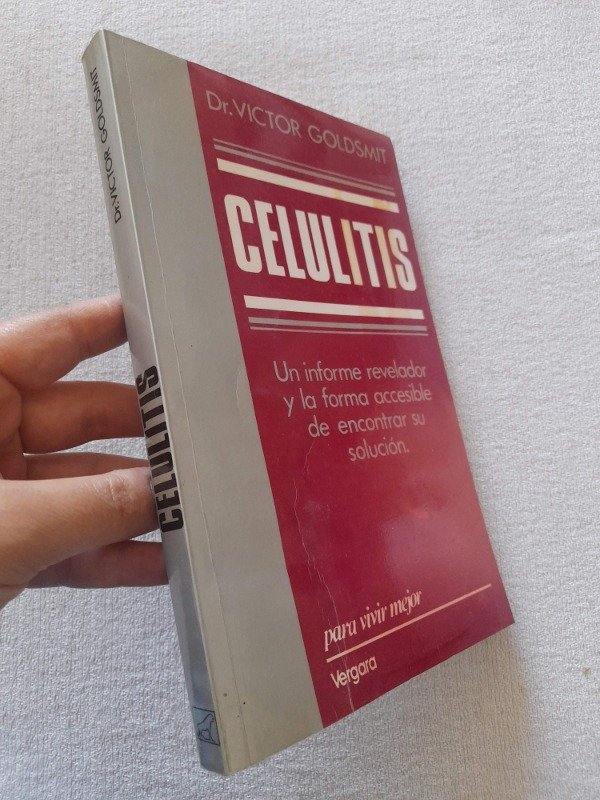 Dr. VICTOR GOLDSMIT
CELULITIS
Dr. VICTOR GOLDSMIT
CELULITIS
Un informe revelador
y la forma accesible
de encontrar su
solución.
para vivir mejor
Vergara